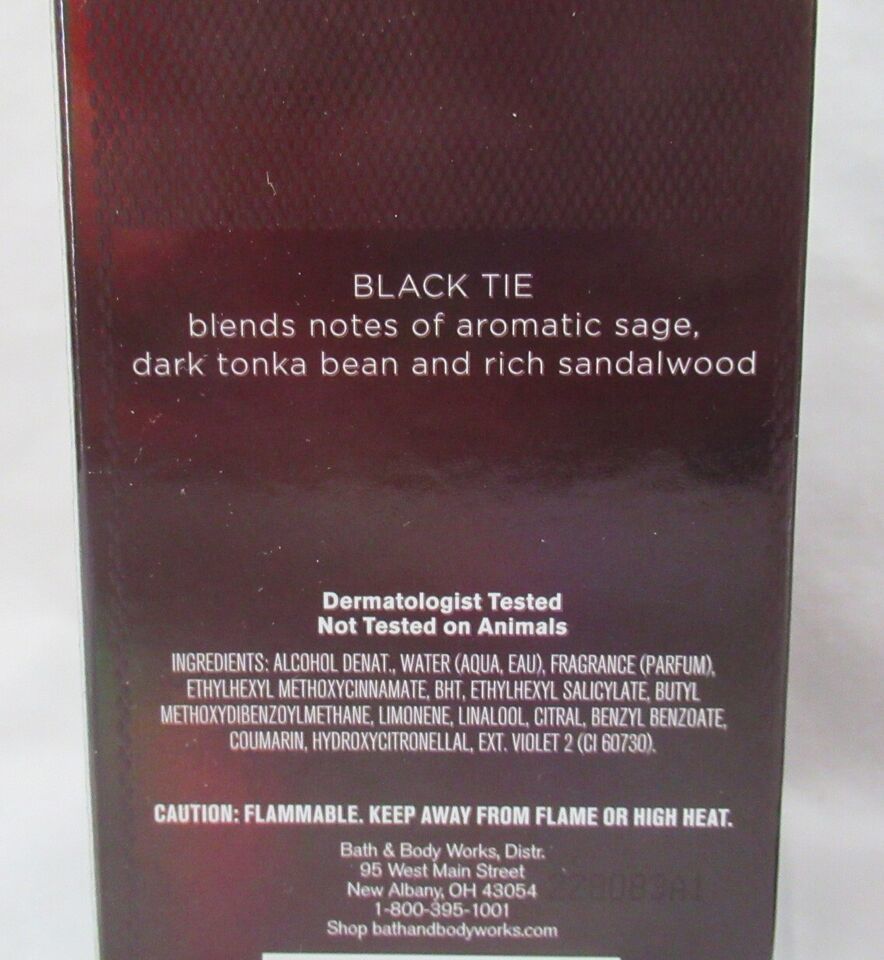 BLACK TIE
blends notes of aromatic sage,
dark tonka bean and rich sandalwood
Dermatologist Tested
Not Tested on Animals
INGREDIENTS: ALCOHOL DENAT., WATER (AQUA, EAU), FRAGRANCE (PARFUM),
ETHYLHEXYL METHOXYCINNAMATE, BHT, ETHYLHEXYL SALICYLATE, BUTYL
METHOXYDIBENZOYLMETHANE, LIMONENE, LINALOOL, CITRAL, BENZYL BENZOATE,
COUMARIN, HYDROXYCITRONELLAL, EXT. VIOLET 2 (CI 60730).
CAUTION: FLAMMABLE. KEEP AWAY FROM FLAME OR HIGH HEAT.
Bath & Body Works, Distr.
95 West Main Street
New Albany, OH 43054
1-800-395-1001
Shop bathandbodyworks.com